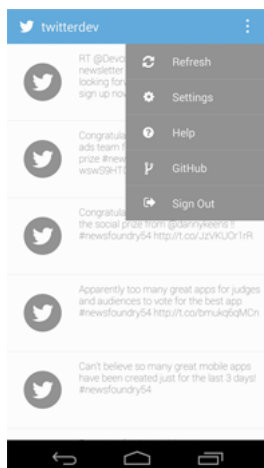 twitterdev
RT @Devo
newsletter
looking for
sign up no
Refresh
Settings
Help
GitHub
Sign Out
Congratula
ads team f
prize #new
Congratula
the social prize from @dannykeens !!
#newsfoundry54 http://t.co/JzVKUOr1rR
Apparently too many great apps for judges
and audiences to vote for the best app
#newsfoundry54 http://t.co/bmukq6qMCn
Can't believe so many great mobile apps
have been created just for the last 3 days!
#newsfoundry54